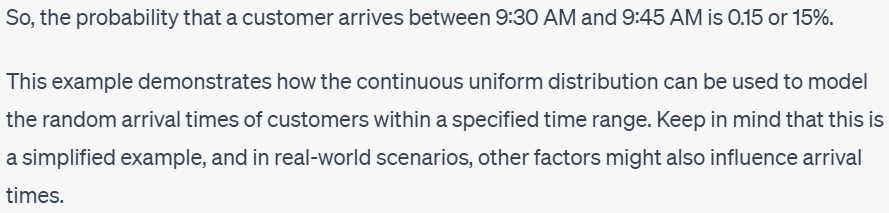 So, the probability that a customer arrives between 9:30 AM and 9:45 AM is 0.15 or 15%.
This example demonstrates how the continuous uniform distribution can be used to model
the random arrival times of customers within a specified time range. Keep in mind that this is
a simplified example, and in real-world scenarios, other factors might also influence arrival
times.